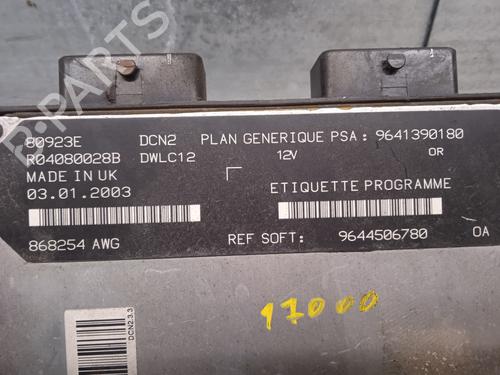 B-PARTS
80923E DCN2 PLAN GENERIQUE PSA: 9641390180
R04080028B DWLC12 12V OR
MADE IN UK
03.01.2003 ETIQUETTE PROGRAMME
868254 AWG REF SOFT: 9644506780 OA
17000
DCN2.3.3